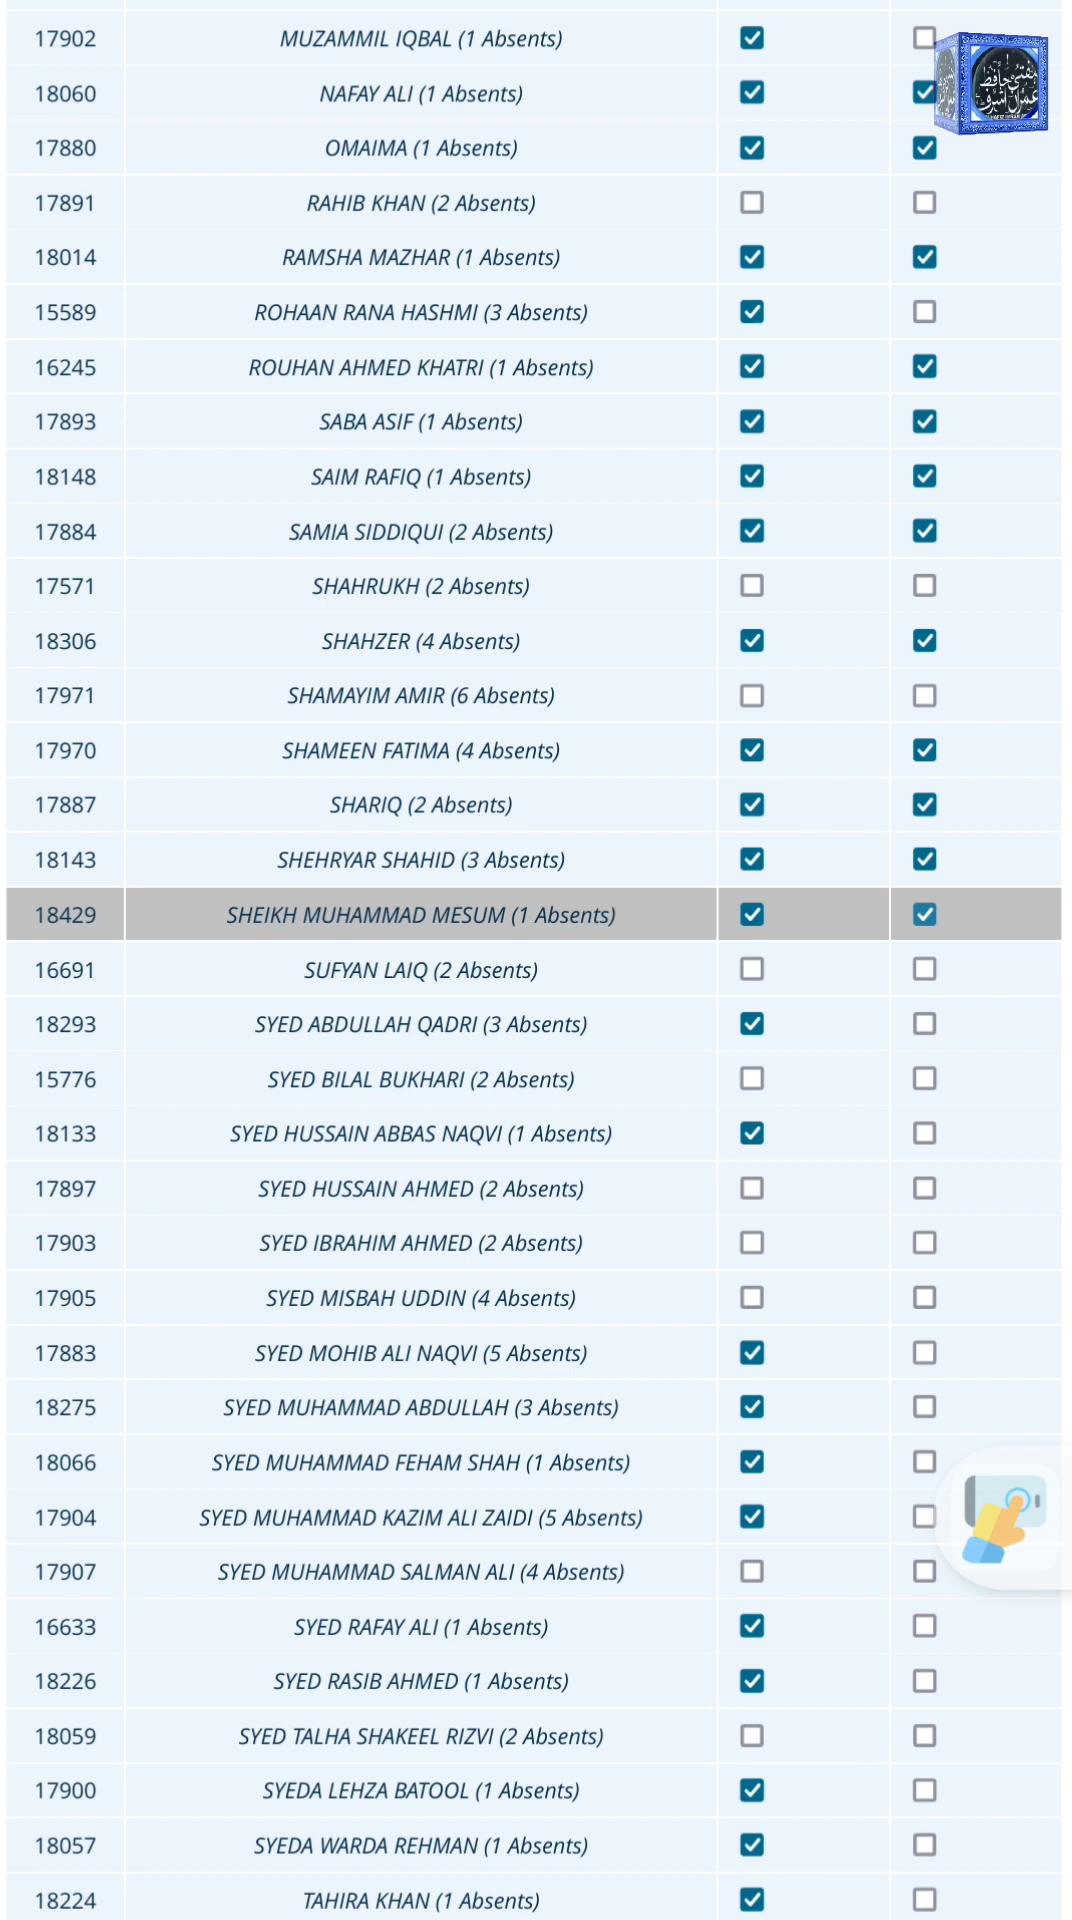 17902 MUZAMMIL IQBAL (1 Absents)
مفتی حافظ
18060 NAFAY ALI (1 Absents)
عمران اشرفی
17880 OMAIMA (1 Absents)
17891 RAHIB KHAN (2 Absents)
18014 RAMSHA MAZHAR (1 Absents)
15589 ROHAAN RANA HASHMI (3 Absents)
16245 ROUHAN AHMED KHATRI (1 Absents)
17893 SABA ASIF (1 Absents)
18148 SAIM RAFIQ (1 Absents)
17884 SAMIA SIDDIQUI (2 Absents)
17571 SHAHRUKH (2 Absents)
18306 SHAHZER (4 Absents)
17971 SHAMAYIM AMIR (6 Absents)
17970 SHAMEEN FATIMA (4 Absents)
17887 SHARIQ (2 Absents)
18143 SHEHRYAR SHAHID (3 Absents)
18429 SHEIKH MUHAMMAD MESUM (1 Absents)
16691 SUFYAN LAIQ (2 Absents)
18293 SYED ABDULLAH QADRI (3 Absents)
15776 SYED BILAL BUKHARI (2 Absents)
18133 SYED HUSSAIN ABBAS NAQVI (1 Absents)
17897 SYED HUSSAIN AHMED (2 Absents)
17903 SYED IBRAHIM AHMED (2 Absents)
17905 SYED MISBAH UDDIN (4 Absents)
17883 SYED MOHIB ALI NAQVI (5 Absents)
18275 SYED MUHAMMAD ABDULLAH (3 Absents)
18066 SYED MUHAMMAD FEHAM SHAH (1 Absents)
17904 SYED MUHAMMAD KAZIM ALI ZAIDI (5 Absents)
17907 SYED MUHAMMAD SALMAN ALI (4 Absents)
16633 SYED RAFAY ALI (1 Absents)
18226 SYED RASIB AHMED (1 Absents)
18059 SYED TALHA SHAKEEL RIZVI (2 Absents)
17900 SYEDA LEHZA BATOOL (1 Absents)
18057 SYEDA WARDA REHMAN (1 Absents)
18224 TAHIRA KHAN (1 Absents)